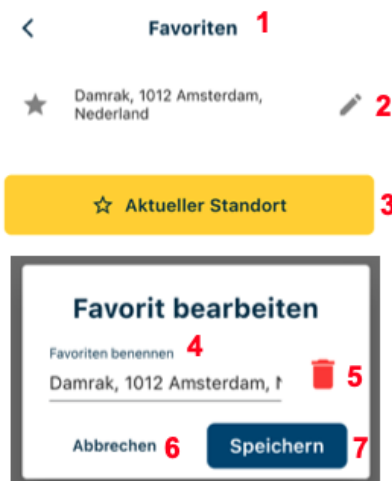 Favoriten 1
Damrak, 1012 Amsterdam,
Nederland
2
Aktueller Standort 3
Favorit bearbeiten
Favoriten benennen 4
Damrak, 1012 Amsterdam, 5
Abbrechen 6 Speichern 7